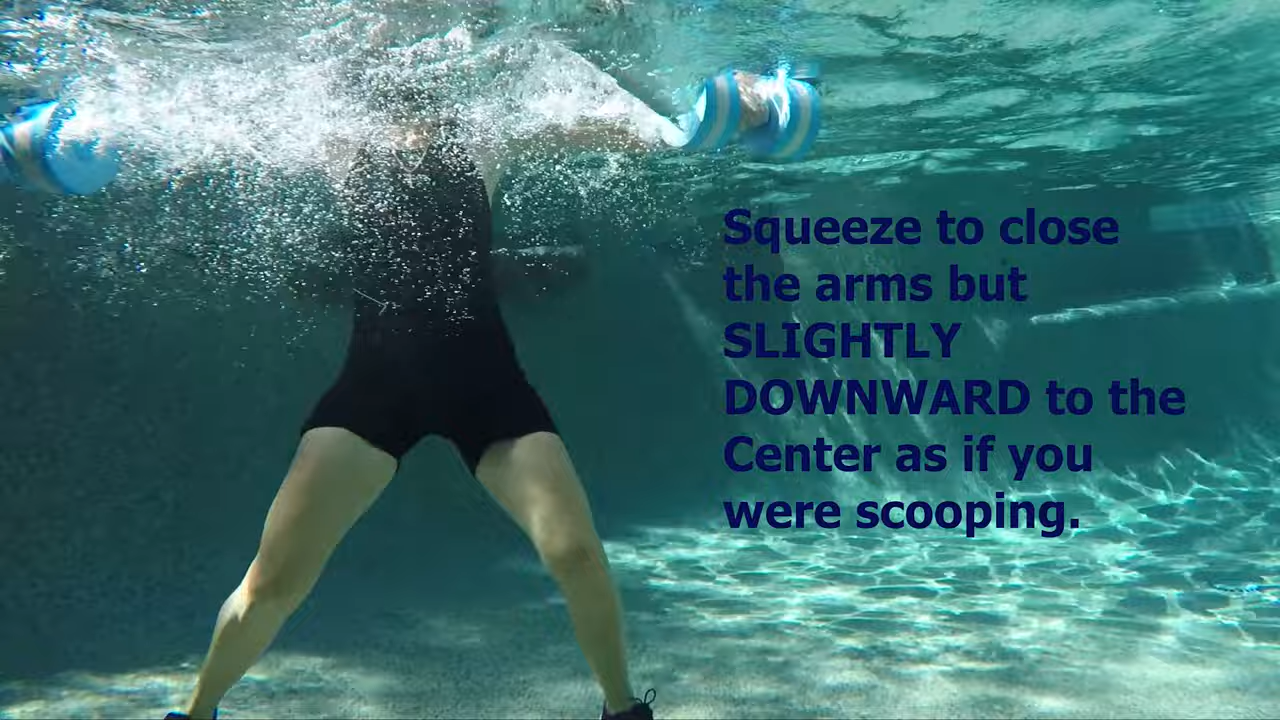 Squeeze to close
the arms but
SLIGHTLY
DOWNWARD to the
Center as if you
were scooping.